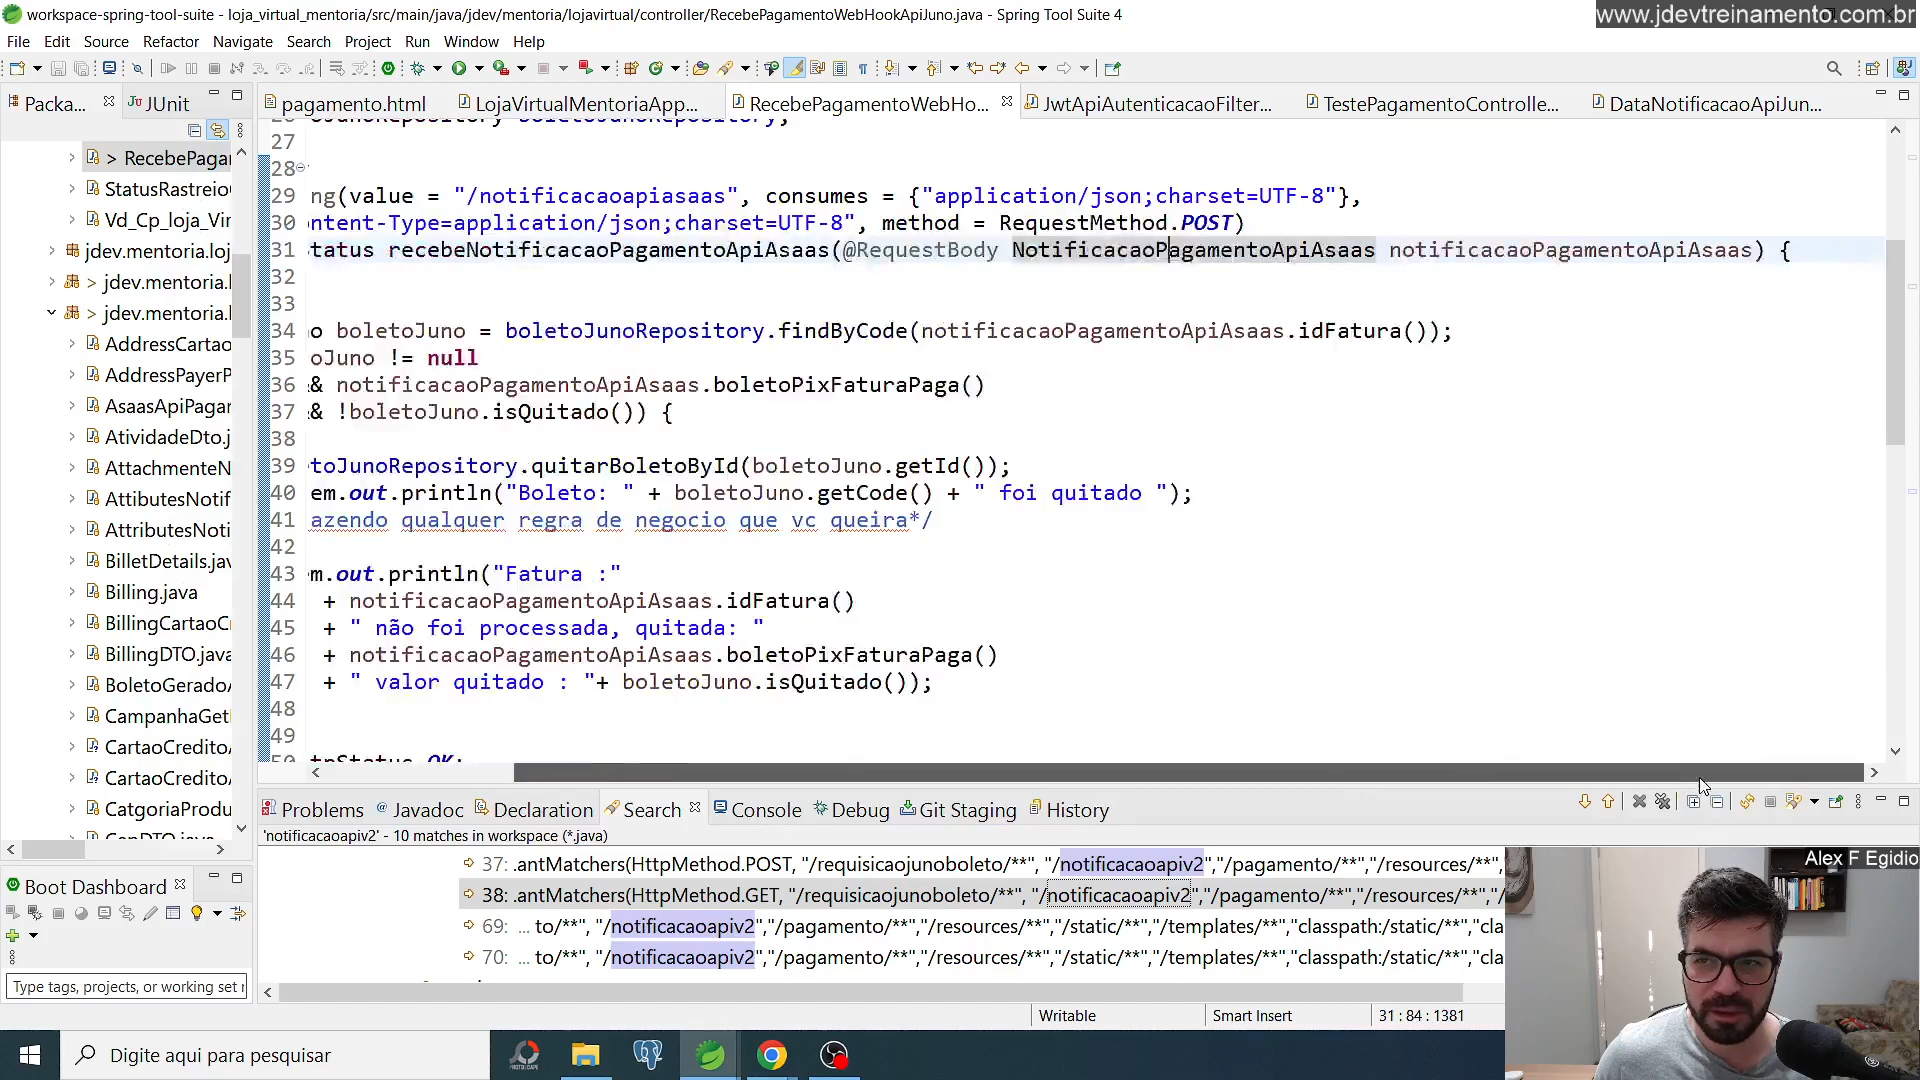 www.jdevtreinamento.com.br
workspace-spring-tool-suite - loja_virtual_mentoria/src/main/java/jdev/mentoria/lojavirtual/controller/RecebePagamentoWebHookApiJuno.java - Spring Tool Suite 4
File Edit Source Refactor Navigate Search Project Run Window Help
Packa... JUnit
pagamento.html LojaVirtualMentoriaApp... RecebePagamentoWebHo... JwtApiAutenticacaoFilter... TestePagamentoControlle... DataNotificacaoApiJun...
> RecebePagar
StatusRastreio
Vd_Cp_loja_Vir
jdev.mentoria.loj
> jdev.mentoria.
> jdev.mentoria.
AddressCartao
AddressPayerP
AsaasApiPagar
AtividadeDto.j
AttachmenteN
AttibutesNotif
AttributesNoti
BilletDetails.jav
Billing.java
BillingCartaoC
BillingDTO.java
BoletoGeradoA
CampanhaGet
CartaoCredito
CartaoCredito
CatgoriaProdu
27
28
29 ng(value = "/notificacaoapiasaas", consumes = {"application/json;charset=UTF-8"},
30 ontent-Type=application/json;charset=UTF-8", method = RequestMethod.POST)
31 tatus recebeNotificacaoPagamentoApiAsaas(@RequestBody NotificacaoPagamentoApiAsaas notificacaoPagamentoApiAsaas) {
32
33
34 o boletoJuno = boletoJunoRepository.findByCode(notificacaoPagamentoApiAsaas.idFatura());
35 oJuno != null
36 & notificacaoPagamentoApiAsaas.boletoPixFaturaPaga()
37 & !boletoJuno.isQuitado()) {
38
39 toJunoRepository.quitarBoletoById(boletoJuno.getId());
40 em.out.println("Boleto: " + boletoJuno.getCode() + " foi quitado ");
41 azendo qualquer regra de negocio que vc queira*/
42
43 m.out.println("Fatura :"
44 + notificacaoPagamentoApiAsaas.idFatura()
45 + " não foi processada, quitada: "
46 + notificacaoPagamentoApiAsaas.boletoPixFaturaPaga()
47 + " valor quitado : "+ boletoJuno.isQuitado());
48
49
Problems Javadoc Declaration Search Console Debug Git Staging History
'notificacaoapiv2' - 10 matches in workspace (*.java)
37: .antMatchers(HttpMethod.POST, "/requisicaojunoboleto/**", "/notificacaoapiv2","/pagamento/**","/resources/**",
38: .antMatchers(HttpMethod.GET, "/requisicaojunoboleto/**", "/notificacaoapiv2","/pagamento/**","/resources/**", "/
69: ... to/**", "/notificacaoapiv2","/pagamento/**","/resources/**","/static/**","/templates/**","classpath:/static/**","cla
70: ... to/**", "/notificacaoapiv2","/pagamento/**","/resources/**","/static/**","/templates/**","classpath:/static/**","cla
Boot Dashboard
Type tags, projects, or working set r
Writable Smart Insert 31 : 84 : 1381
Alex F Egidio
Digite aqui para pesquisar